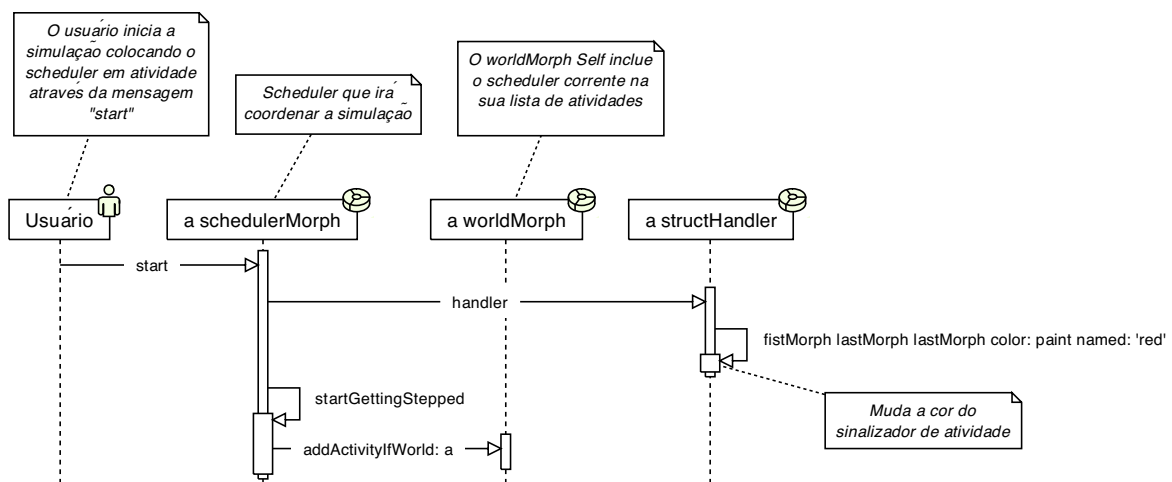 O usuário inicia a
simulação colocando o
scheduler em atividade
através da mensagem
"start"
Scheduler que irá
coordenar a simulação
O worldMorph Self inclue
o scheduler corrente na
sua lista de atividades
Usuário
a schedulerMorph
a worldMorph
a structHandler
start
handler
fistMorph lastMorph lastMorph color: paint named: 'red'
startGettingStepped
Muda a cor do
sinalizador de atividade
addActivityIfWorld: a